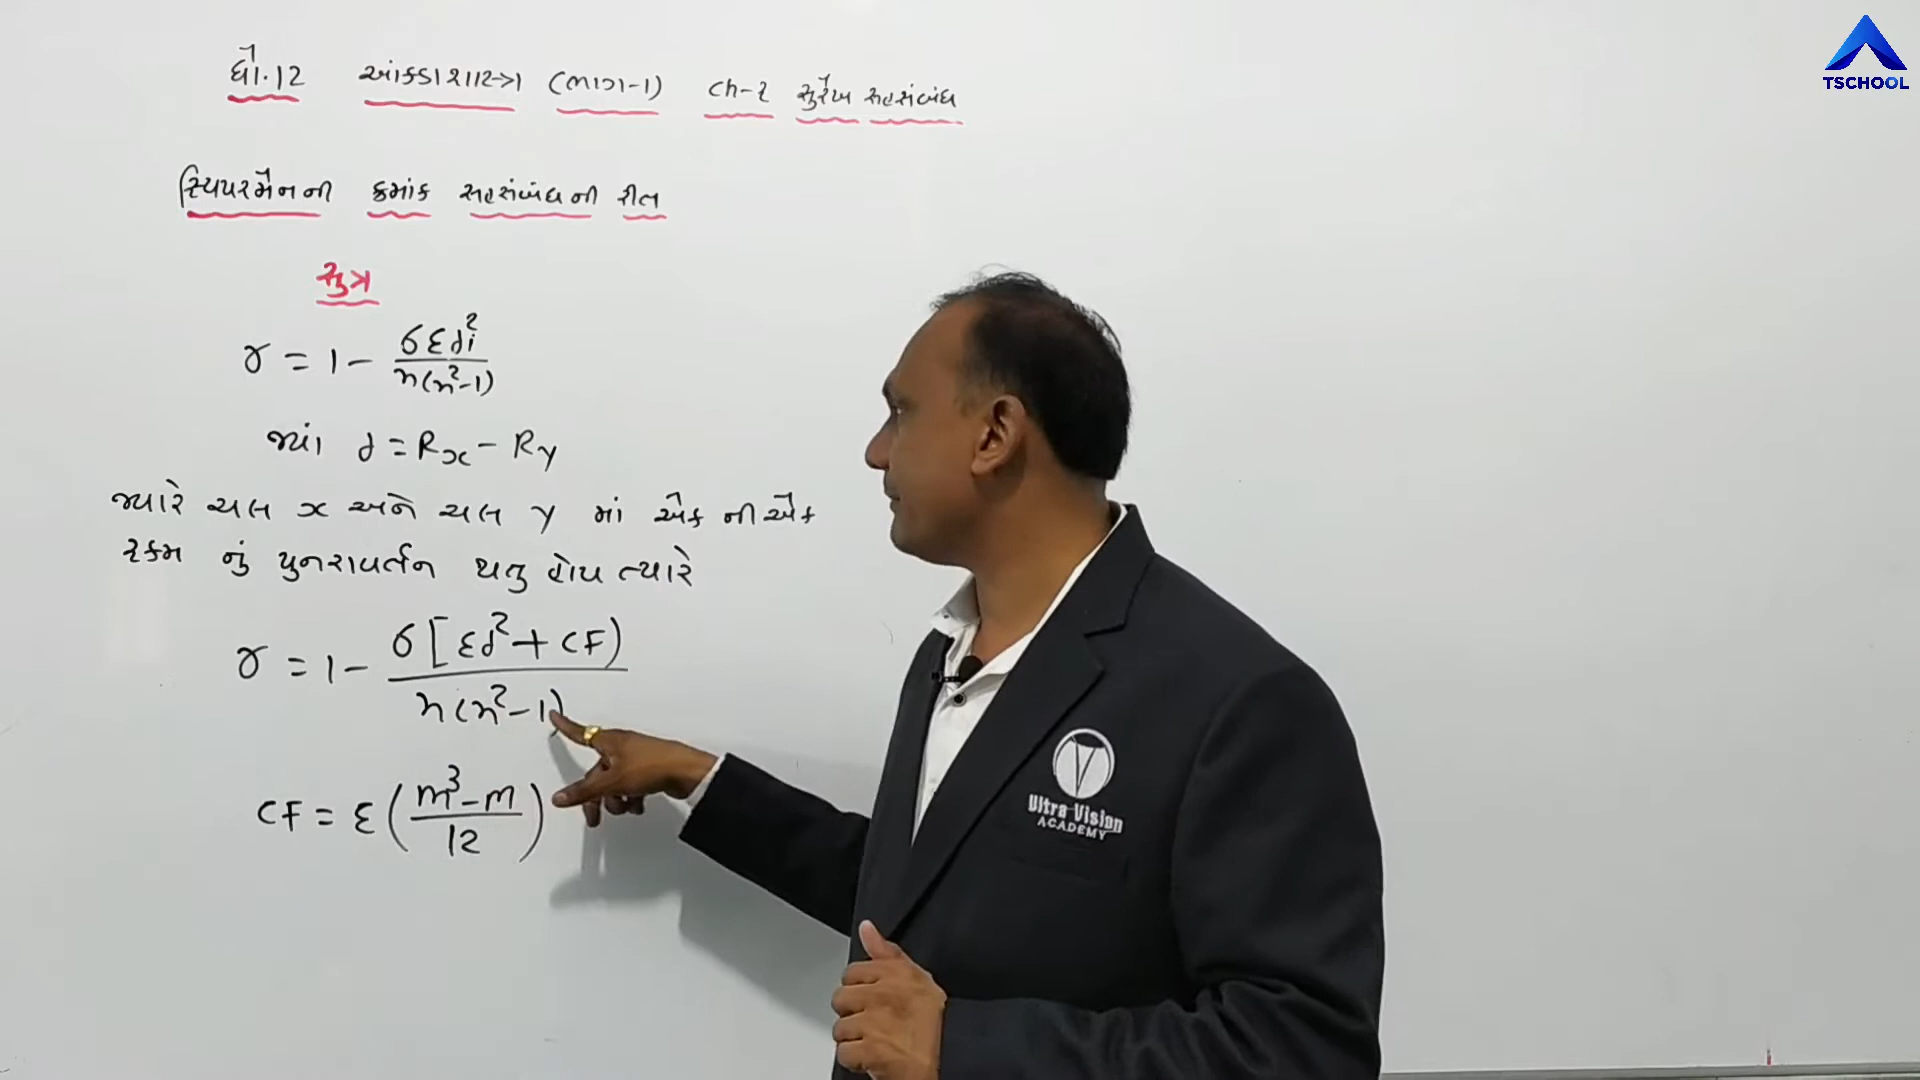 ધો.12 આંકડાશાસ્ત્ર (ભાગ-1) ch-2 સુરેખ સહસંબંધ
સ્પિયરમેનની ક્રમાંક સહસંબંધની રીત
સુત્ર
r = 1 - 6Σdi² / n(n²-1)
જ્યાં d = Rx - Ry
જ્યારે ચલ x અને ચલ y માં એક ની એક
રકમ નું પુનરાવર્તન થતુ હોય ત્યારે
r = 1 - 6[Σd²+CF) / n(n²-1)
CF = Σ(m³-m / 12)
TSCHOOL
Ultra Vision
ACADEMY